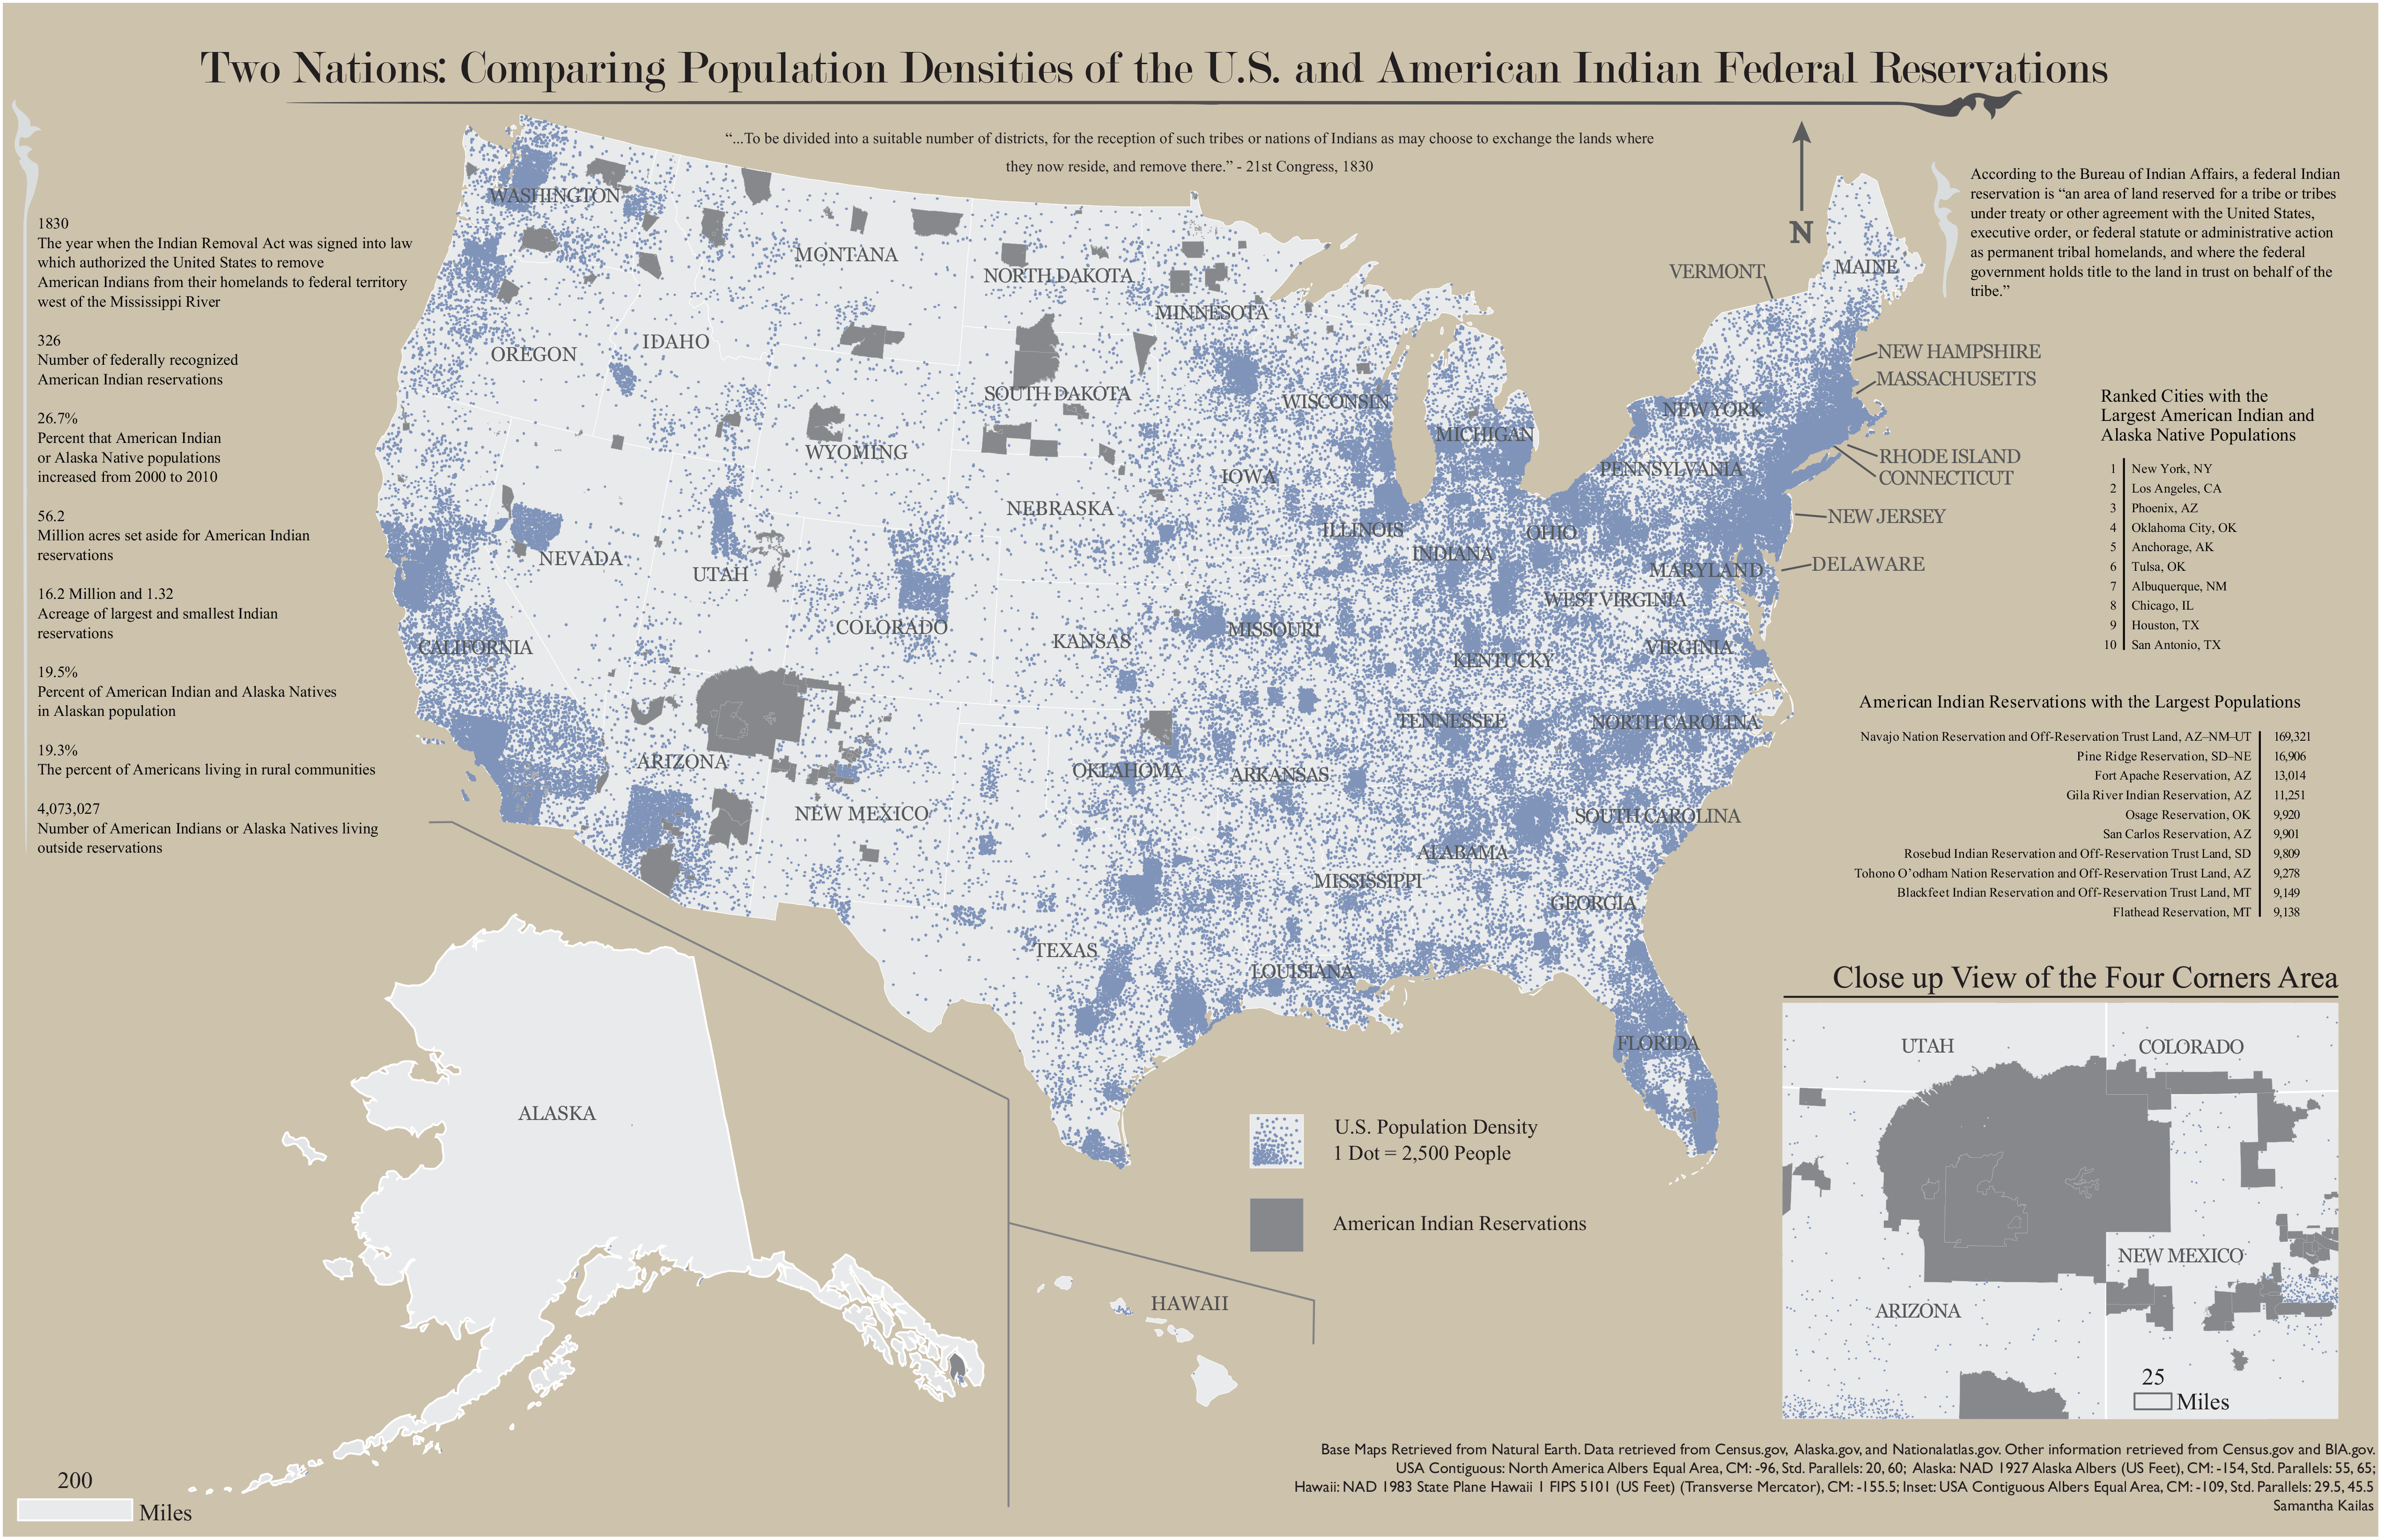 Two Nations: Comparing Population Densities of the U.S. and American Indian Federal Reservations
“...To be divided into a suitable number of districts, for the reception of such tribes or nations of Indians as may choose to exchange the lands where
they now reside, and remove there.” - 21st Congress, 1830
1830
The year when the Indian Removal Act was signed into law
which authorized the United States to remove
American Indians from their homelands to federal territory
west of the Mississippi River
326
Number of federally recognized
American Indian reservations
26.7%
Percent that American Indian
or Alaska Native populations
increased from 2000 to 2010
56.2
Million acres set aside for American Indian
reservations
16.2 Million and 1.32
Acreage of largest and smallest Indian
reservations
19.5%
Percent of American Indian and Alaska Natives
in Alaskan population
19.3%
The percent of Americans living in rural communities
4,073,027
Number of American Indians or Alaska Natives living
outside reservations
N
According to the Bureau of Indian Affairs, a federal Indian
reservation is “an area of land reserved for a tribe or tribes
under treaty or other agreement with the United States,
executive order, or federal statute or administrative action
as permanent tribal homelands, and where the federal
government holds title to the land in trust on behalf of the
tribe.”
WASHINGTON
MONTANA
NORTH DAKOTA
MINNESOTA
VERMONT
MAINE
OREGON
IDAHO
SOUTH DAKOTA
WISCONSIN
NEW HAMPSHIRE
MASSACHUSETTS
NEW YORK
MICHIGAN
WYOMING
RHODE ISLAND
CONNECTICUT
PENNSYLVANIA
IOWA
NEBRASKA
NEW JERSEY
ILLINOIS
OHIO
INDIANA
NEVADA
UTAH
MARYLAND
DELAWARE
WEST VIRGINIA
COLORADO
KANSAS
MISSOURI
CALIFORNIA
VIRGINIA
KENTUCKY
TENNESSEE
NORTH CAROLINA
ARIZONA
OKLAHOMA
ARKANSAS
NEW MEXICO
SOUTH CAROLINA
ALABAMA
MISSISSIPPI
GEORGIA
TEXAS
LOUISIANA
FLORIDA
ALASKA
HAWAII
Ranked Cities with the
Largest American Indian and
Alaska Native Populations
1 New York, NY
2 Los Angeles, CA
3 Phoenix, AZ
4 Oklahoma City, OK
5 Anchorage, AK
6 Tulsa, OK
7 Albuquerque, NM
8 Chicago, IL
9 Houston, TX
10 San Antonio, TX
American Indian Reservations with the Largest Populations
Navajo Nation Reservation and Off-Reservation Trust Land, AZ–NM–UT 169,321
Pine Ridge Reservation, SD–NE 16,906
Fort Apache Reservation, AZ 13,014
Gila River Indian Reservation, AZ 11,251
Osage Reservation, OK 9,920
San Carlos Reservation, AZ 9,901
Rosebud Indian Reservation and Off-Reservation Trust Land, SD 9,809
Tohono O’odham Nation Reservation and Off-Reservation Trust Land, AZ 9,278
Blackfeet Indian Reservation and Off-Reservation Trust Land, MT 9,149
Flathead Reservation, MT 9,138
Close up View of the Four Corners Area
UTAH
COLORADO
NEW MEXICO
ARIZONA
25
Miles
U.S. Population Density
1 Dot = 2,500 People
American Indian Reservations
200
Miles
Base Maps Retrieved from Natural Earth. Data retrieved from Census.gov, Alaska.gov, and Nationalatlas.gov. Other information retrieved from Census.gov and BIA.gov.
USA Contiguous: North America Albers Equal Area, CM: -96, Std. Parallels: 20, 60; Alaska: NAD 1927 Alaska Albers (US Feet), CM: -154, Std. Parallels: 55, 65;
Hawaii: NAD 1983 State Plane Hawaii 1 FIPS 5101 (US Feet) (Transverse Mercator), CM: -155.5; Inset: USA Contiguous Albers Equal Area, CM: -109, Std. Parallels: 29.5, 45.5
Samantha Kailas